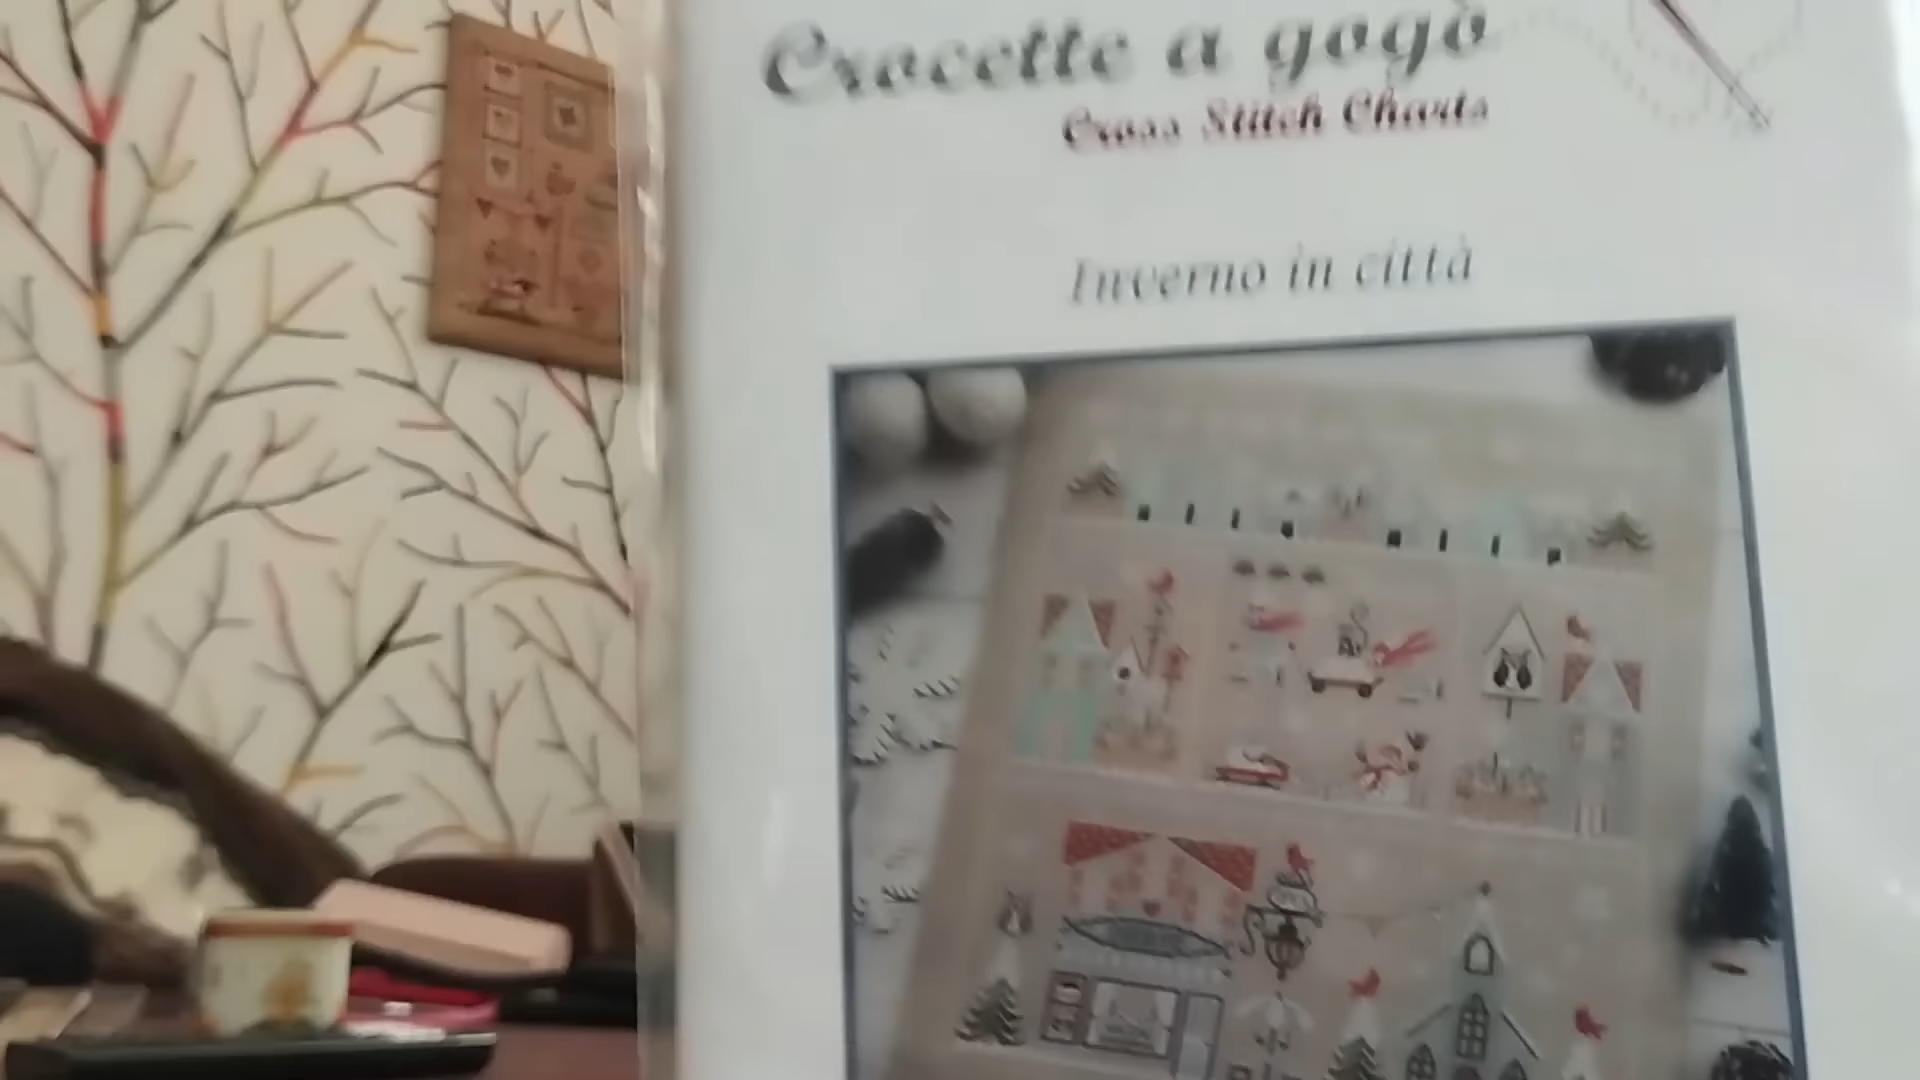 Crocette a gogò
Cross Stitch Charts
Inverno in città